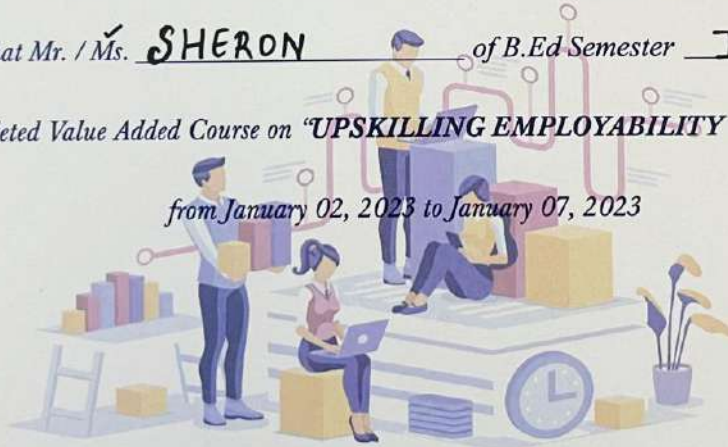 at Mr. / Ms. SHERON of B.Ed Semester
eted Value Added Course on "UPSKILLING EMPLOYABILITY
from January 02, 2023 to January 07, 2023